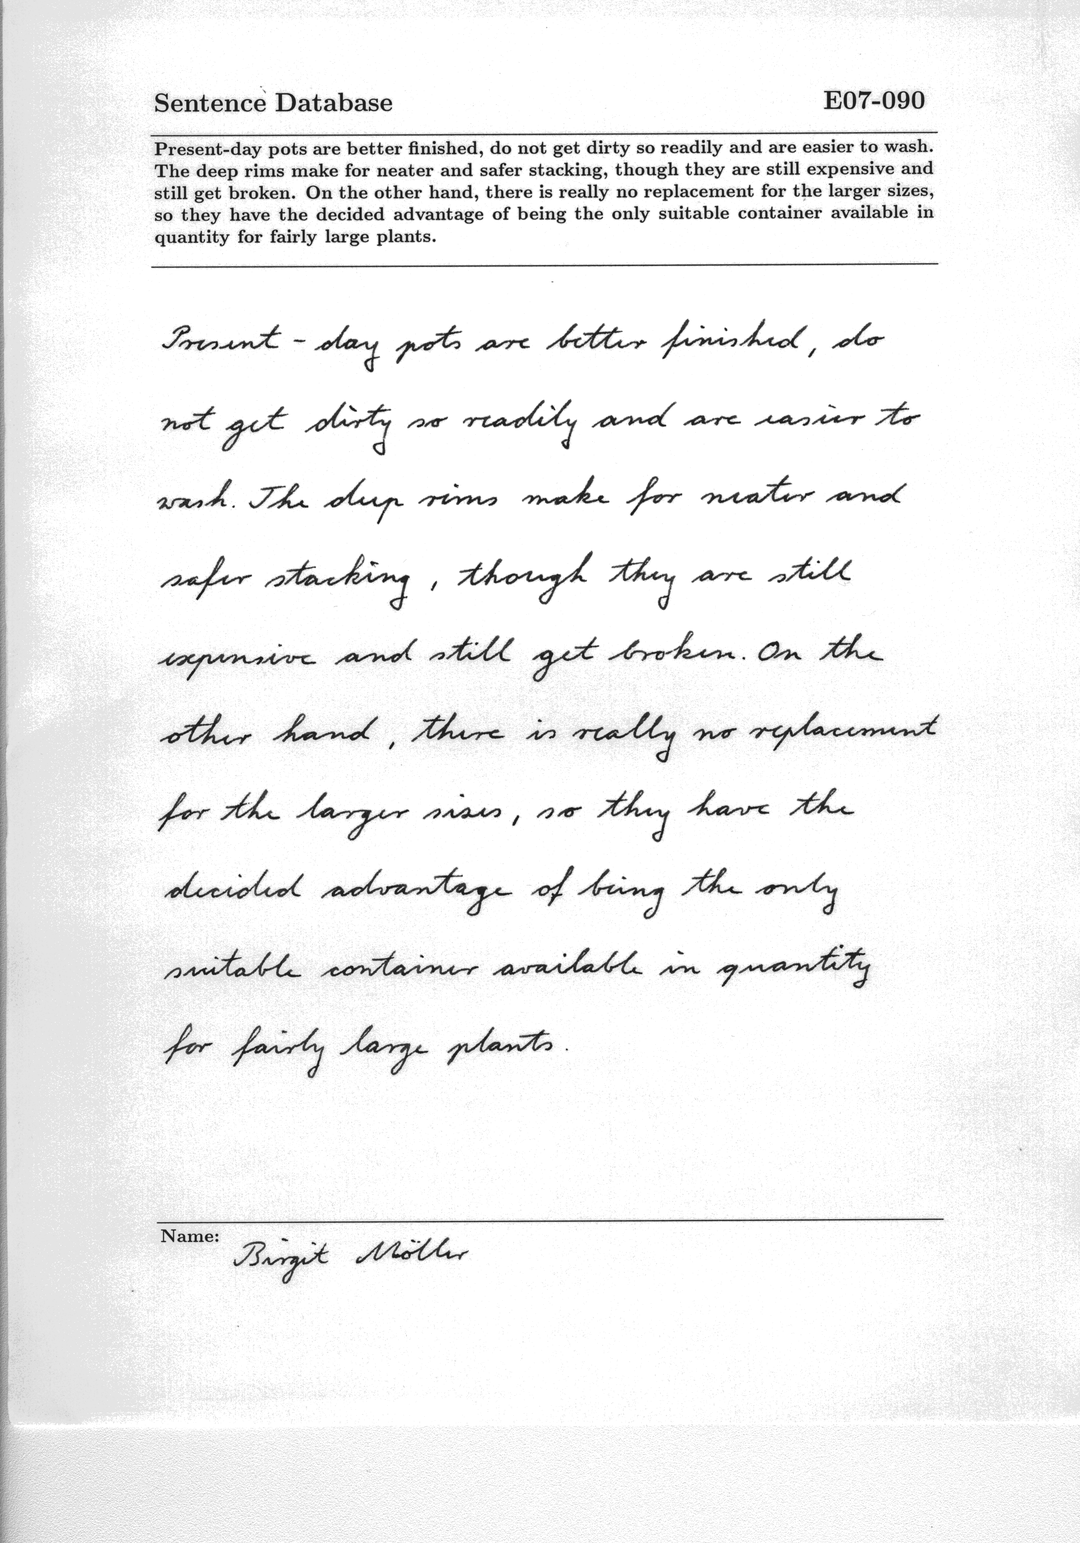 Sentence Database E07-090
Present-day pots are better finished, do not get dirty so readily and are easier to wash.
The deep rims make for neater and safer stacking, though they are still expensive and
still get broken. On the other hand, there is really no replacement for the larger sizes,
so they have the decided advantage of being the only suitable container available in
quantity for fairly large plants.
Present - day pots are better finished, do
not get dirty so readily and are easier to
wash. The deep rims make for neater and
safer stacking, though they are still
expensive and still get broken. On the
other hand, there is really no replacement
for the larger sises, so they have the
decided advantage of being the only
suitable container available in quantity
for fairly large plants.
Name: Birgit Möller